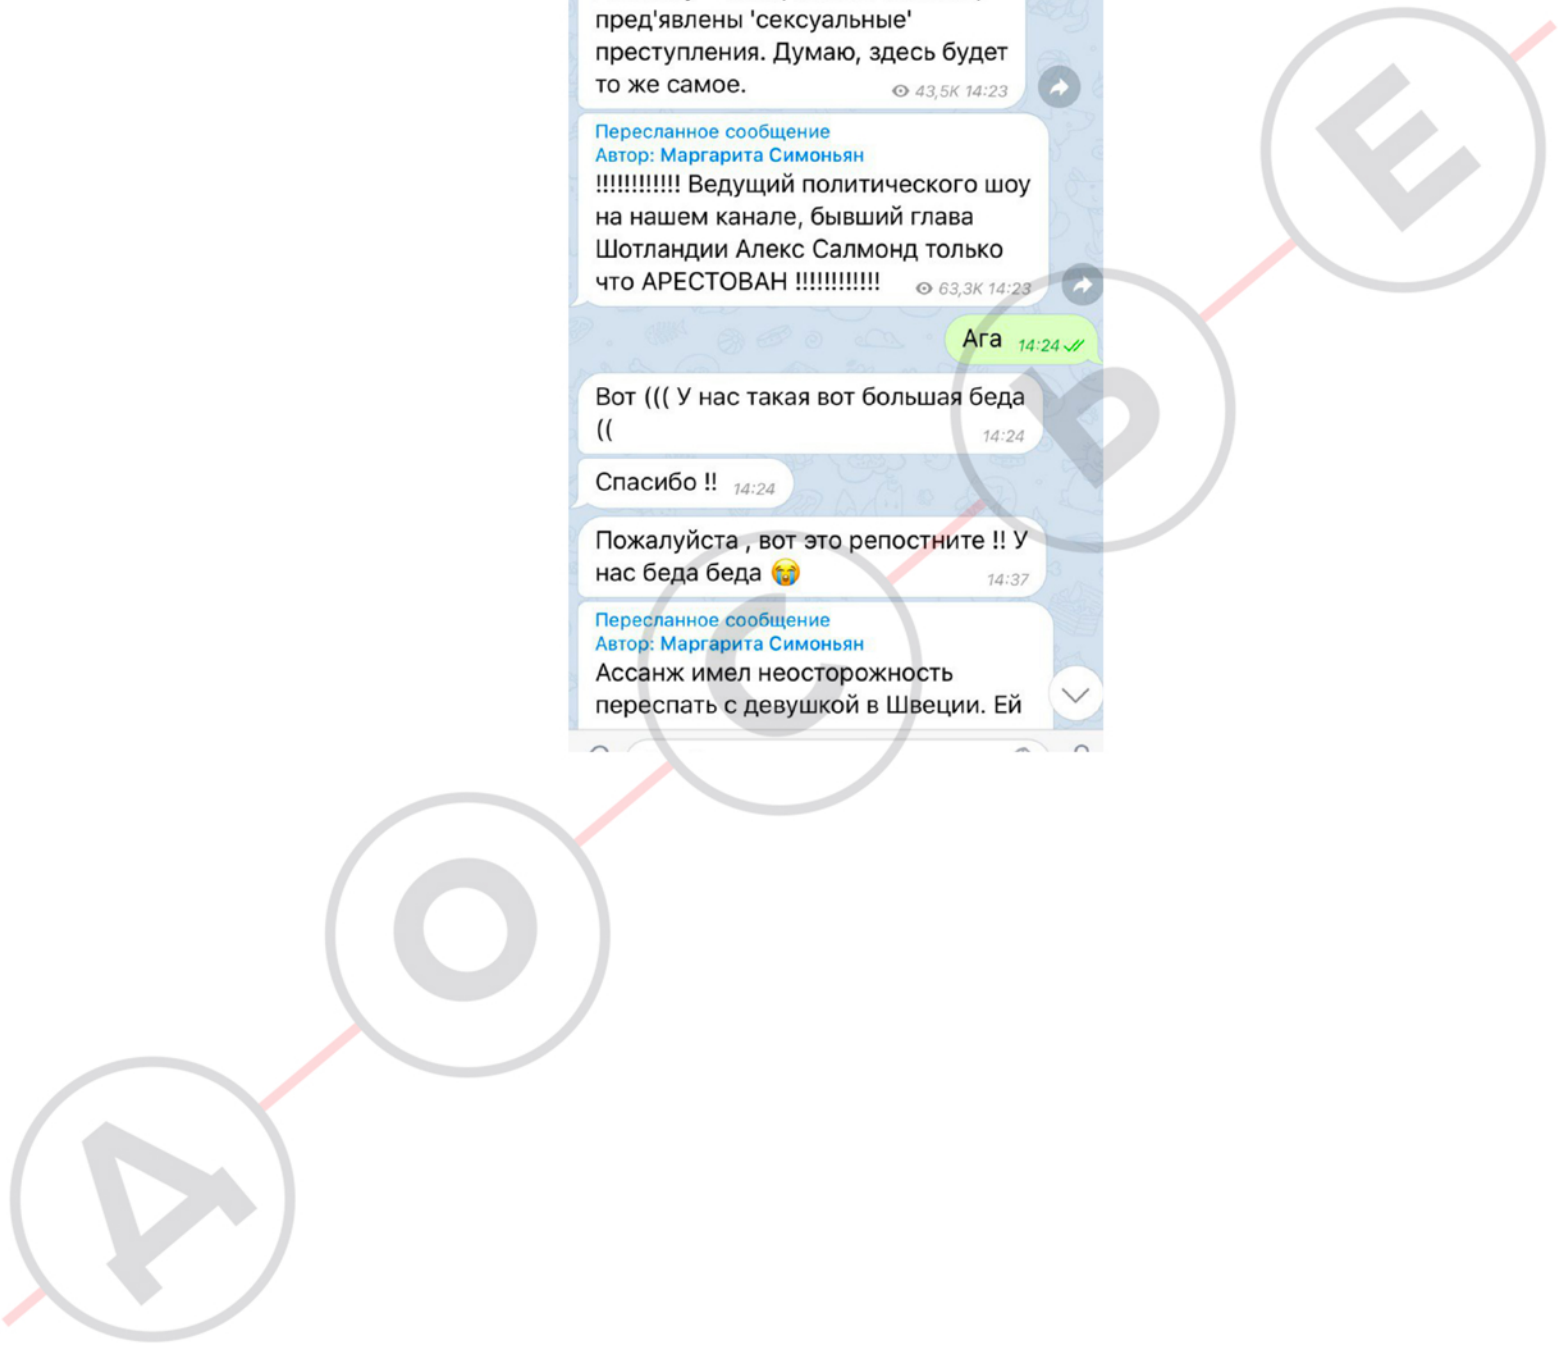 пред'явлены 'сексуальные'
преступления. Думаю, здесь будет
то же самое.
43,5K 14:23
Пересланное сообщение
Автор: Маргарита Симоньян
!!!!!!!!!!!! Ведущий политического шоу
на нашем канале, бывший глава
Шотландии Алекс Салмонд только
что АРЕСТОВАН !!!!!!!!!!!!
63,3K 14:23
Ага 14:24
Вот ((( У нас такая вот большая беда
((
14:24
Спасибо !! 14:24
Пожалуйста , вот это репостните !! У
нас беда беда 😭
14:37
Пересланное сообщение
Автор: Маргарита Симоньян
Ассанж имел неосторожность
переспать с девушкой в Швеции. Ей
ДОСЬЕ